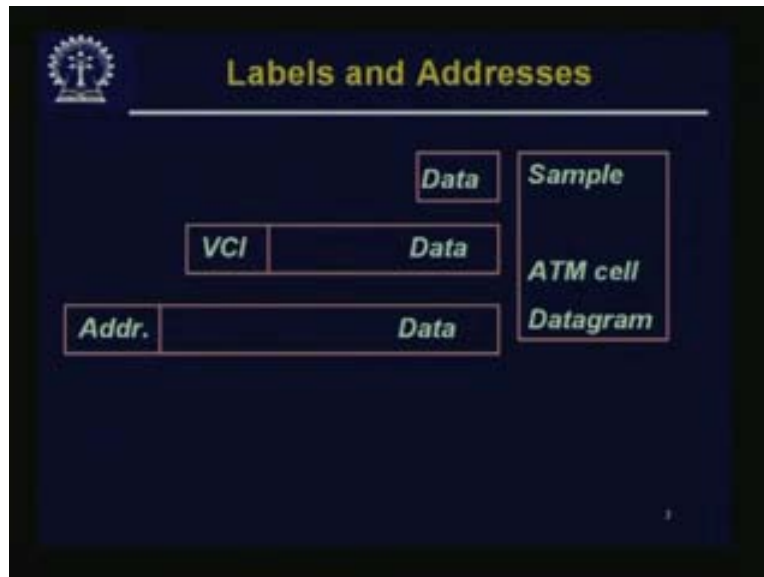 Labels and Addresses
Data Sample
VCI Data
ATM cell
Addr. Data Datagram